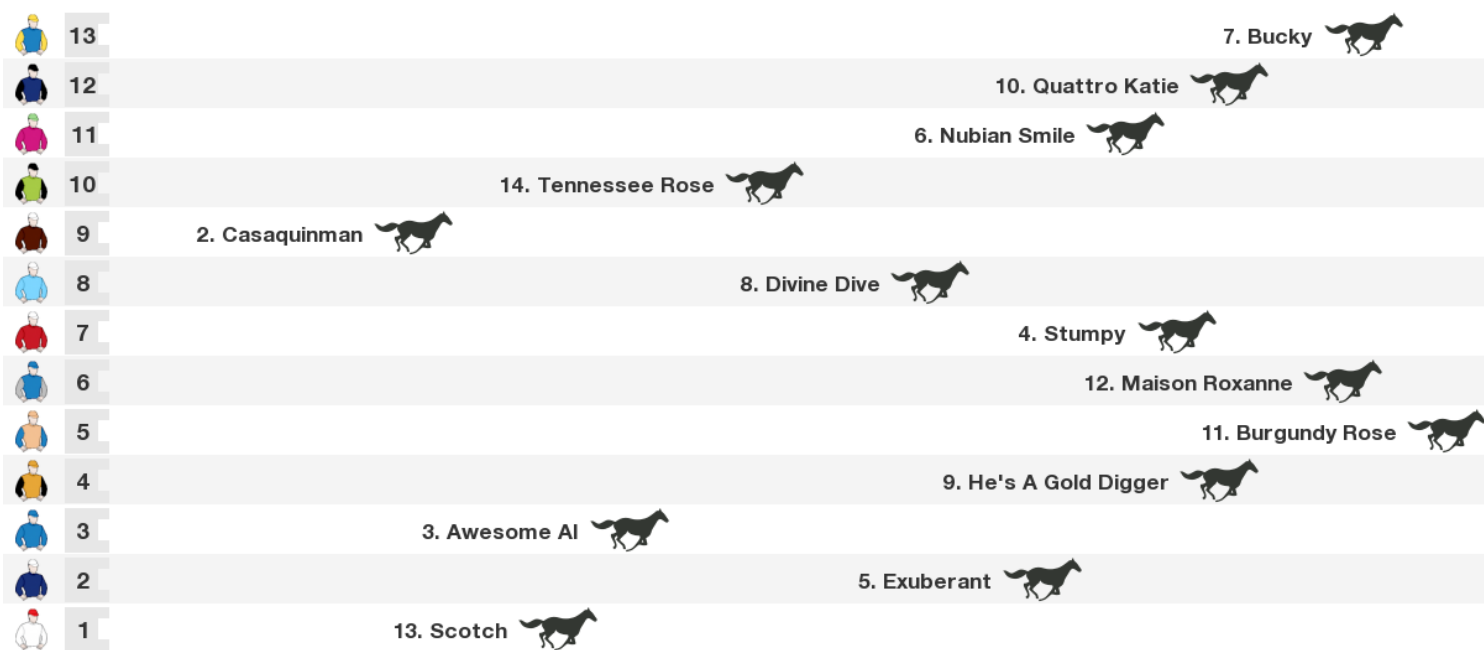 13 7. Bucky
12 10. Quattro Katie
11 6. Nubian Smile
10 14. Tennessee Rose
9 2. Casaquinman
8 8. Divine Dive
7 4. Stumpy
6 12. Maison Roxanne
5 11. Burgundy Rose
4 9. He's A Gold Digger
3 3. Awesome Al
2 5. Exuberant
1 13. Scotch